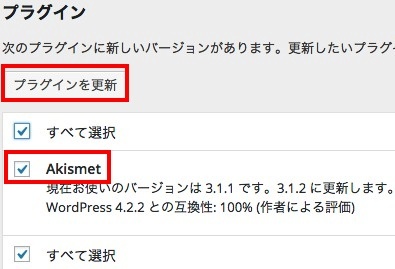 プラグイン
次のプラグインに新しいバージョンがあります。更新したいプラグ
プラグインを更新
すべて選択
Akismet
現在お使いのバージョンは 3.1.1 です。3.1.2 に更新します。
WordPress 4.2.2 との互換性: 100% (作者による評価)
すべて選択